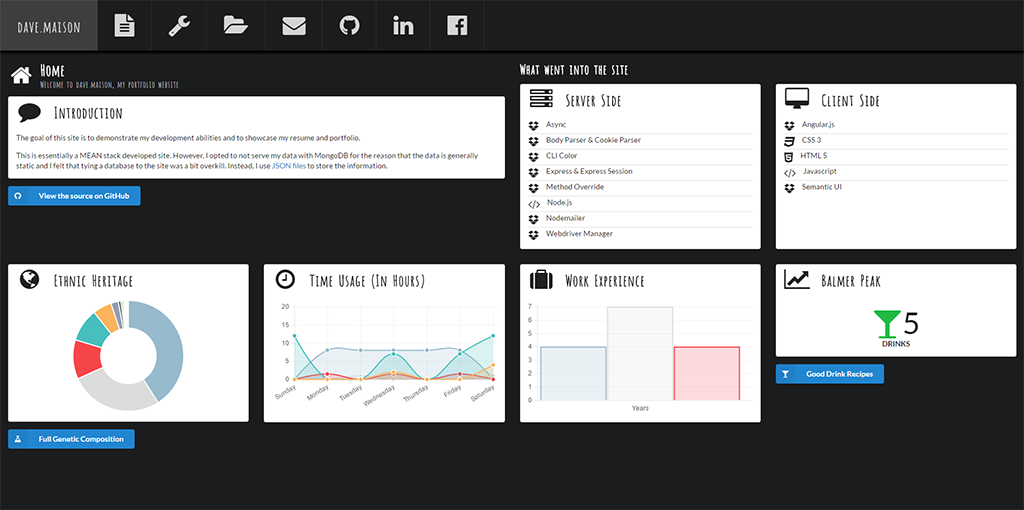 DAVE.MAISON
Home
Welcome to dave.maison, my portfolio website
Introduction
The goal of this site is to demonstrate my development abilities and to showcase my resume and portfolio.
This is essentially a MEAN stack developed site. However, I opted to not serve my data with MongoDB for the reason that the data is generally
static and I felt that tying a database to the site was a bit overkill. Instead, I use JSON files to store the information.
View the source on GitHub
What went into the site
Server Side
Async
Body Parser & Cookie Parser
CLI Color
Express & Express Session
Method Override
Node.js
Nodemailer
Webdriver Manager
Client Side
Angular.js
CSS 3
HTML 5
Javascript
Semantic UI
Ethnic Heritage
Full Genetic Composition
Time Usage (In Hours)
20
15
10
5
0
Sunday
Monday
Tuesday
Wednesday
Thursday
Friday
Saturday
Work Experience
7
6
5
4
3
2
1
0
Years
Balmer Peak
5
DRINKS
Good Drink Recipes